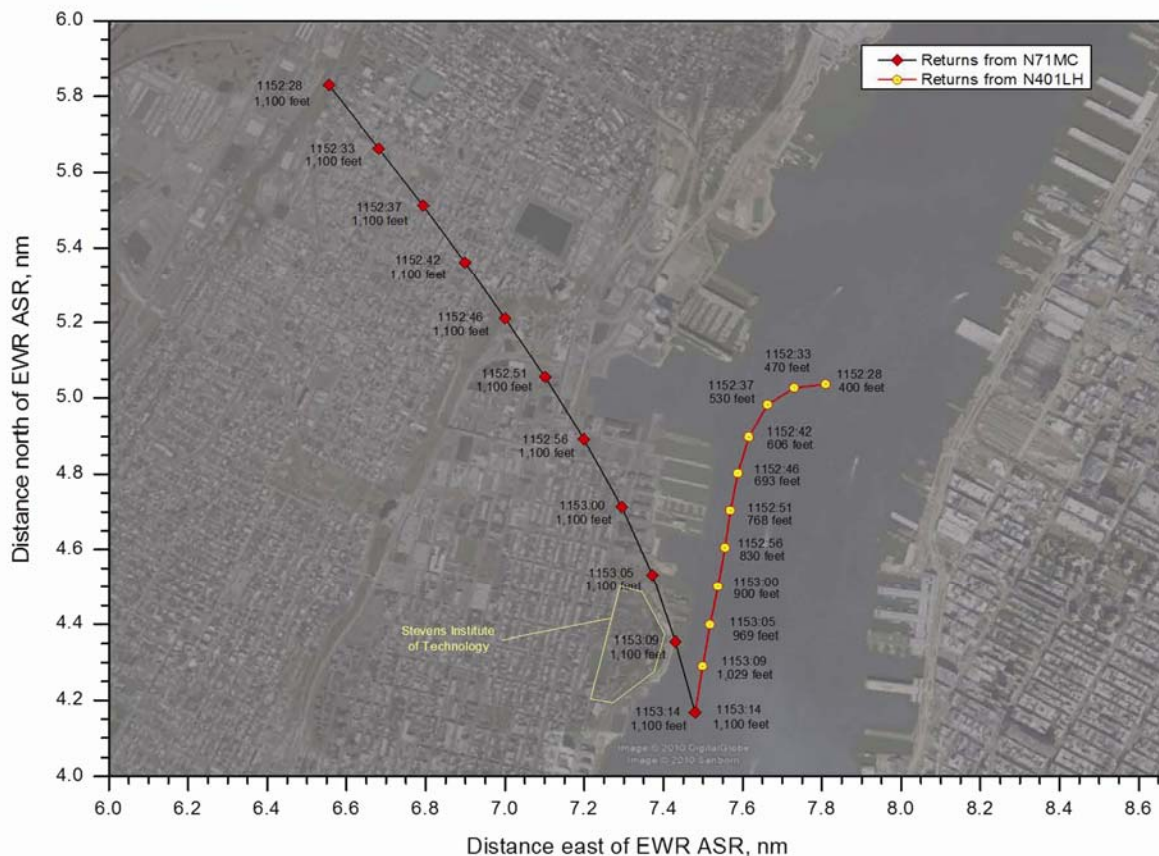 6.0
5.8
5.6
5.4
5.2
5.0
4.8
4.6
4.4
4.2
4.0
Distance north of EWR ASR, nm
Returns from N71MC
Returns from N401LH
1152:28
1,100 feet
1152:33
1,100 feet
1152:37
1,100 feet
1152:42
1,100 feet
1152:46
1,100 feet
1152:51
1,100 feet
1152:56
1,100 feet
1153:00
1,100 feet
1153:05
1,100 feet
1153:09
1,100 feet
1153:14
1,100 feet
1152:28
400 feet
1152:33
470 feet
1152:37
530 feet
1152:42
606 feet
1152:46
693 feet
1152:51
768 feet
1152:56
830 feet
1153:00
900 feet
1153:05
969 feet
1153:09
1,029 feet
1153:14
1,100 feet
Stevens Institute
of Technology
Image © 2010 DigitalGlobe
Image © 2010 Sanborn
6.0 6.2 6.4 6.6 6.8 7.0 7.2 7.4 7.6 7.8 8.0 8.2 8.4 8.6
Distance east of EWR ASR, nm